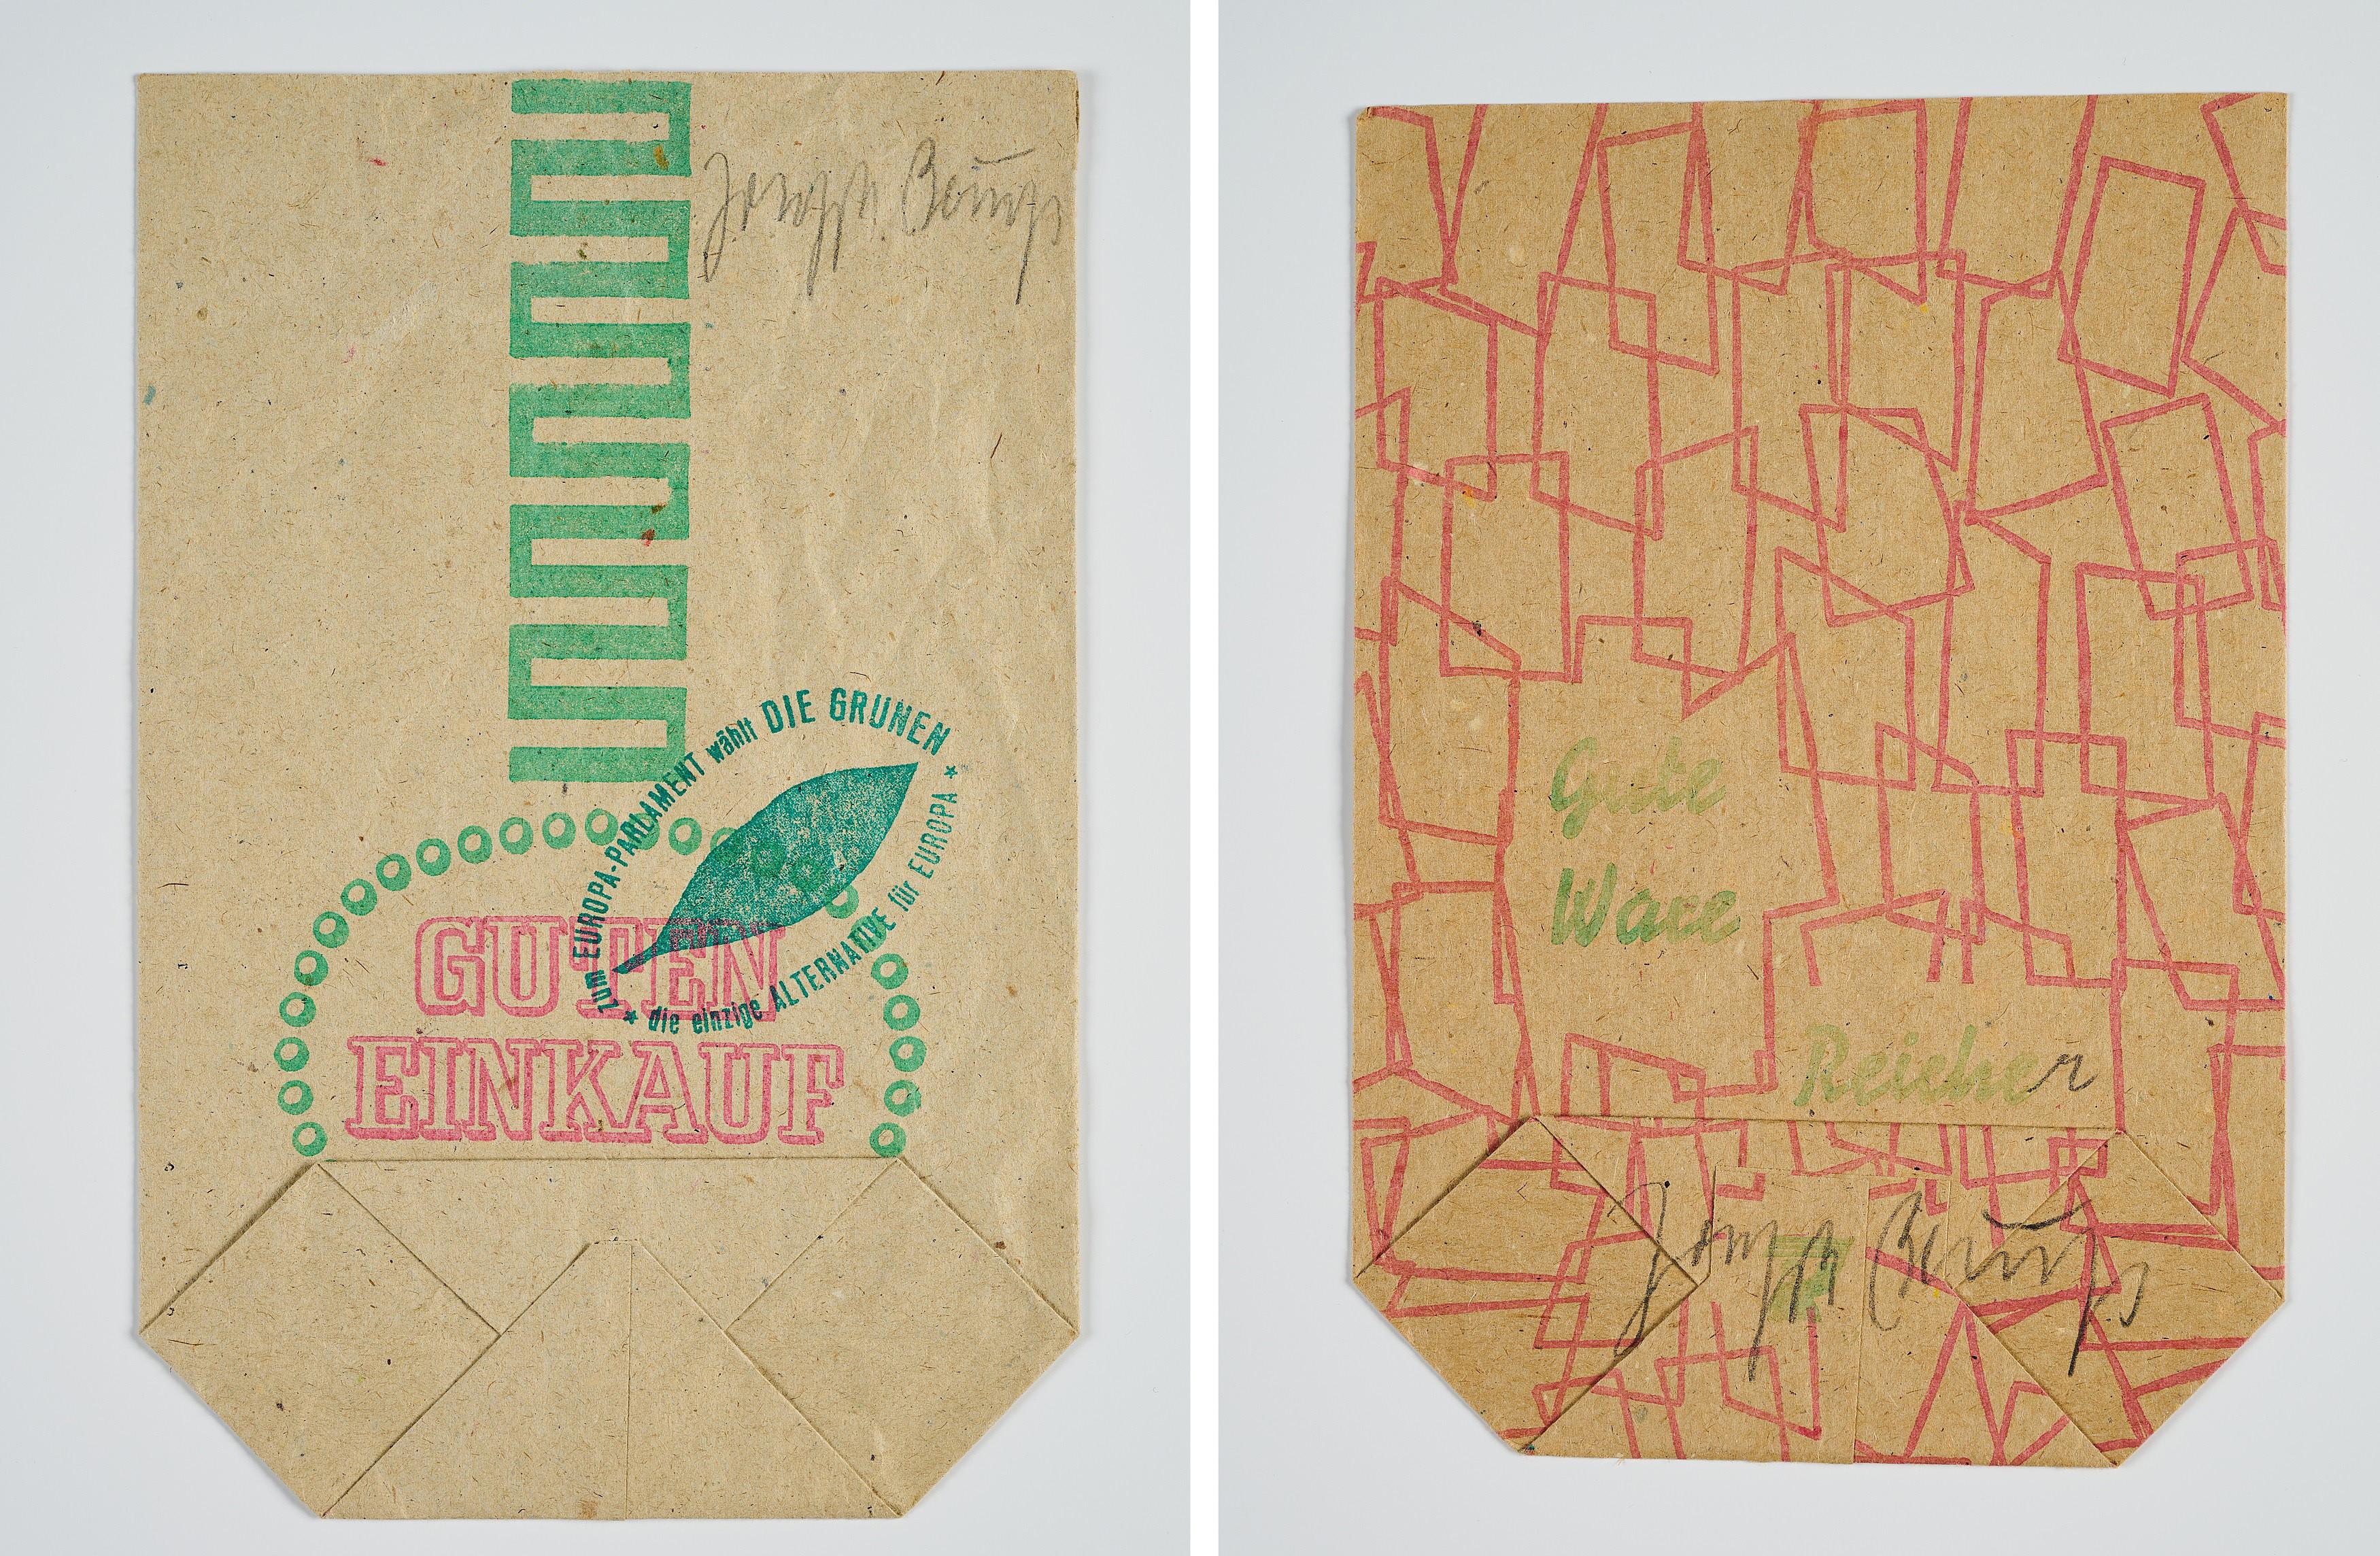 Joseph Beuys
zum EUROPA-PARLAMENT wählt DIE GRÜNEN
* die einzige ALTERNATIVE für EUROPA *
GUTEN
EINKAUF
Gute
Ware
Reicher
Joseph Beuys